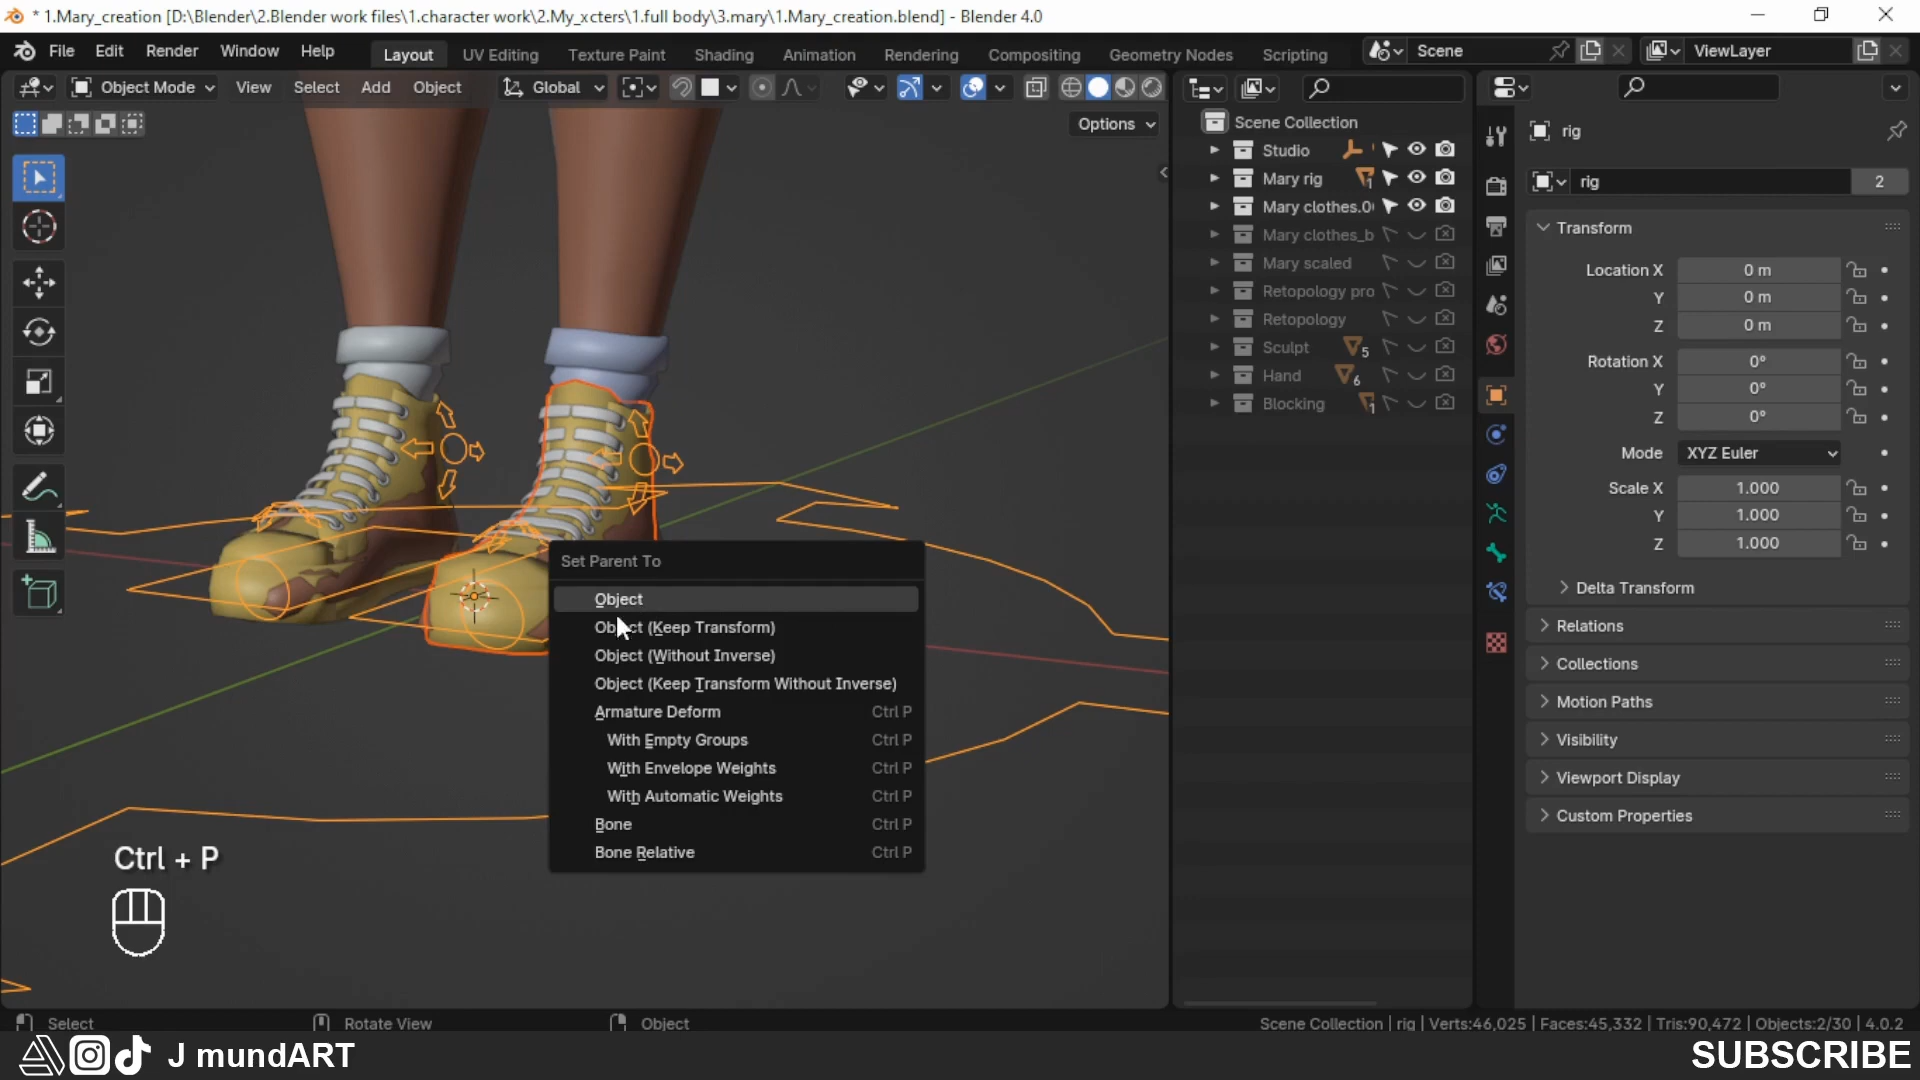 * 1.Mary_creation [D:\Blender\2.Blender work files\1.character work\2.My_xcters\1.full body\3.mary\1.Mary_creation.blend] - Blender 4.0
File Edit Render Window Help Layout UV Editing Texture Paint Shading Animation Rendering Compositing Geometry Nodes Scripting Scene ViewLayer
Object Mode View Select Add Object Global
Options
Scene Collection
Studio
Mary rig 1
Mary clothes.0
Mary clothes_b
Mary scaled
Retopology pro
Retopology
Sculpt 5
Hand 6
Blocking 1
rig
rig 2
Transform
Location X 0 m
Y 0 m
Z 0 m
Rotation X 0°
Y 0°
Z 0°
Mode XYZ Euler
Scale X 1.000
Y 1.000
Z 1.000
Delta Transform
Relations
Collections
Motion Paths
Visibility
Viewport Display
Custom Properties
Set Parent To
Object
Object (Keep Transform)
Object (Without Inverse)
Object (Keep Transform Without Inverse)
Armature Deform Ctrl P
With Empty Groups Ctrl P
With Envelope Weights Ctrl P
With Automatic Weights Ctrl P
Bone Ctrl P
Bone Relative Ctrl P
Ctrl + P
Select Rotate View Object Scene Collection | rig | Verts:46,025 | Faces:45,332 | Tris:90,472 | Objects:2/30 | 4.0.2
J mundART SUBSCRIBE